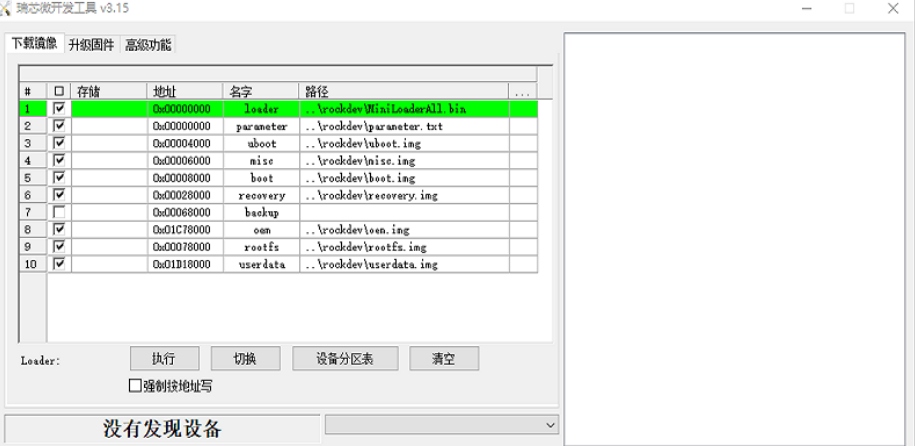 瑞芯微开发工具 v3.15
下载镜像 升级固件 高级功能
# 存储 地址 名字 路径 ...
1 0x00000000 loader ..\rockdev\MiniLoaderAll.bin
2 0x00000000 parameter ..\rockdev\parameter.txt
3 0x00004000 uboot ..\rockdev\uboot.img
4 0x00006000 misc ..\rockdev\misc.img
5 0x00008000 boot ..\rockdev\boot.img
6 0x00028000 recovery ..\rockdev\recovery.img
7 0x00068000 backup
8 0x01C78000 oem ..\rockdev\oem.img
9 0x00078000 rootfs ..\rockdev\rootfs.img
10 0x01D18000 userdata ..\rockdev\userdata.img
Loader: 执行 切换 设备分区表 清空
强制按地址写
没有发现设备